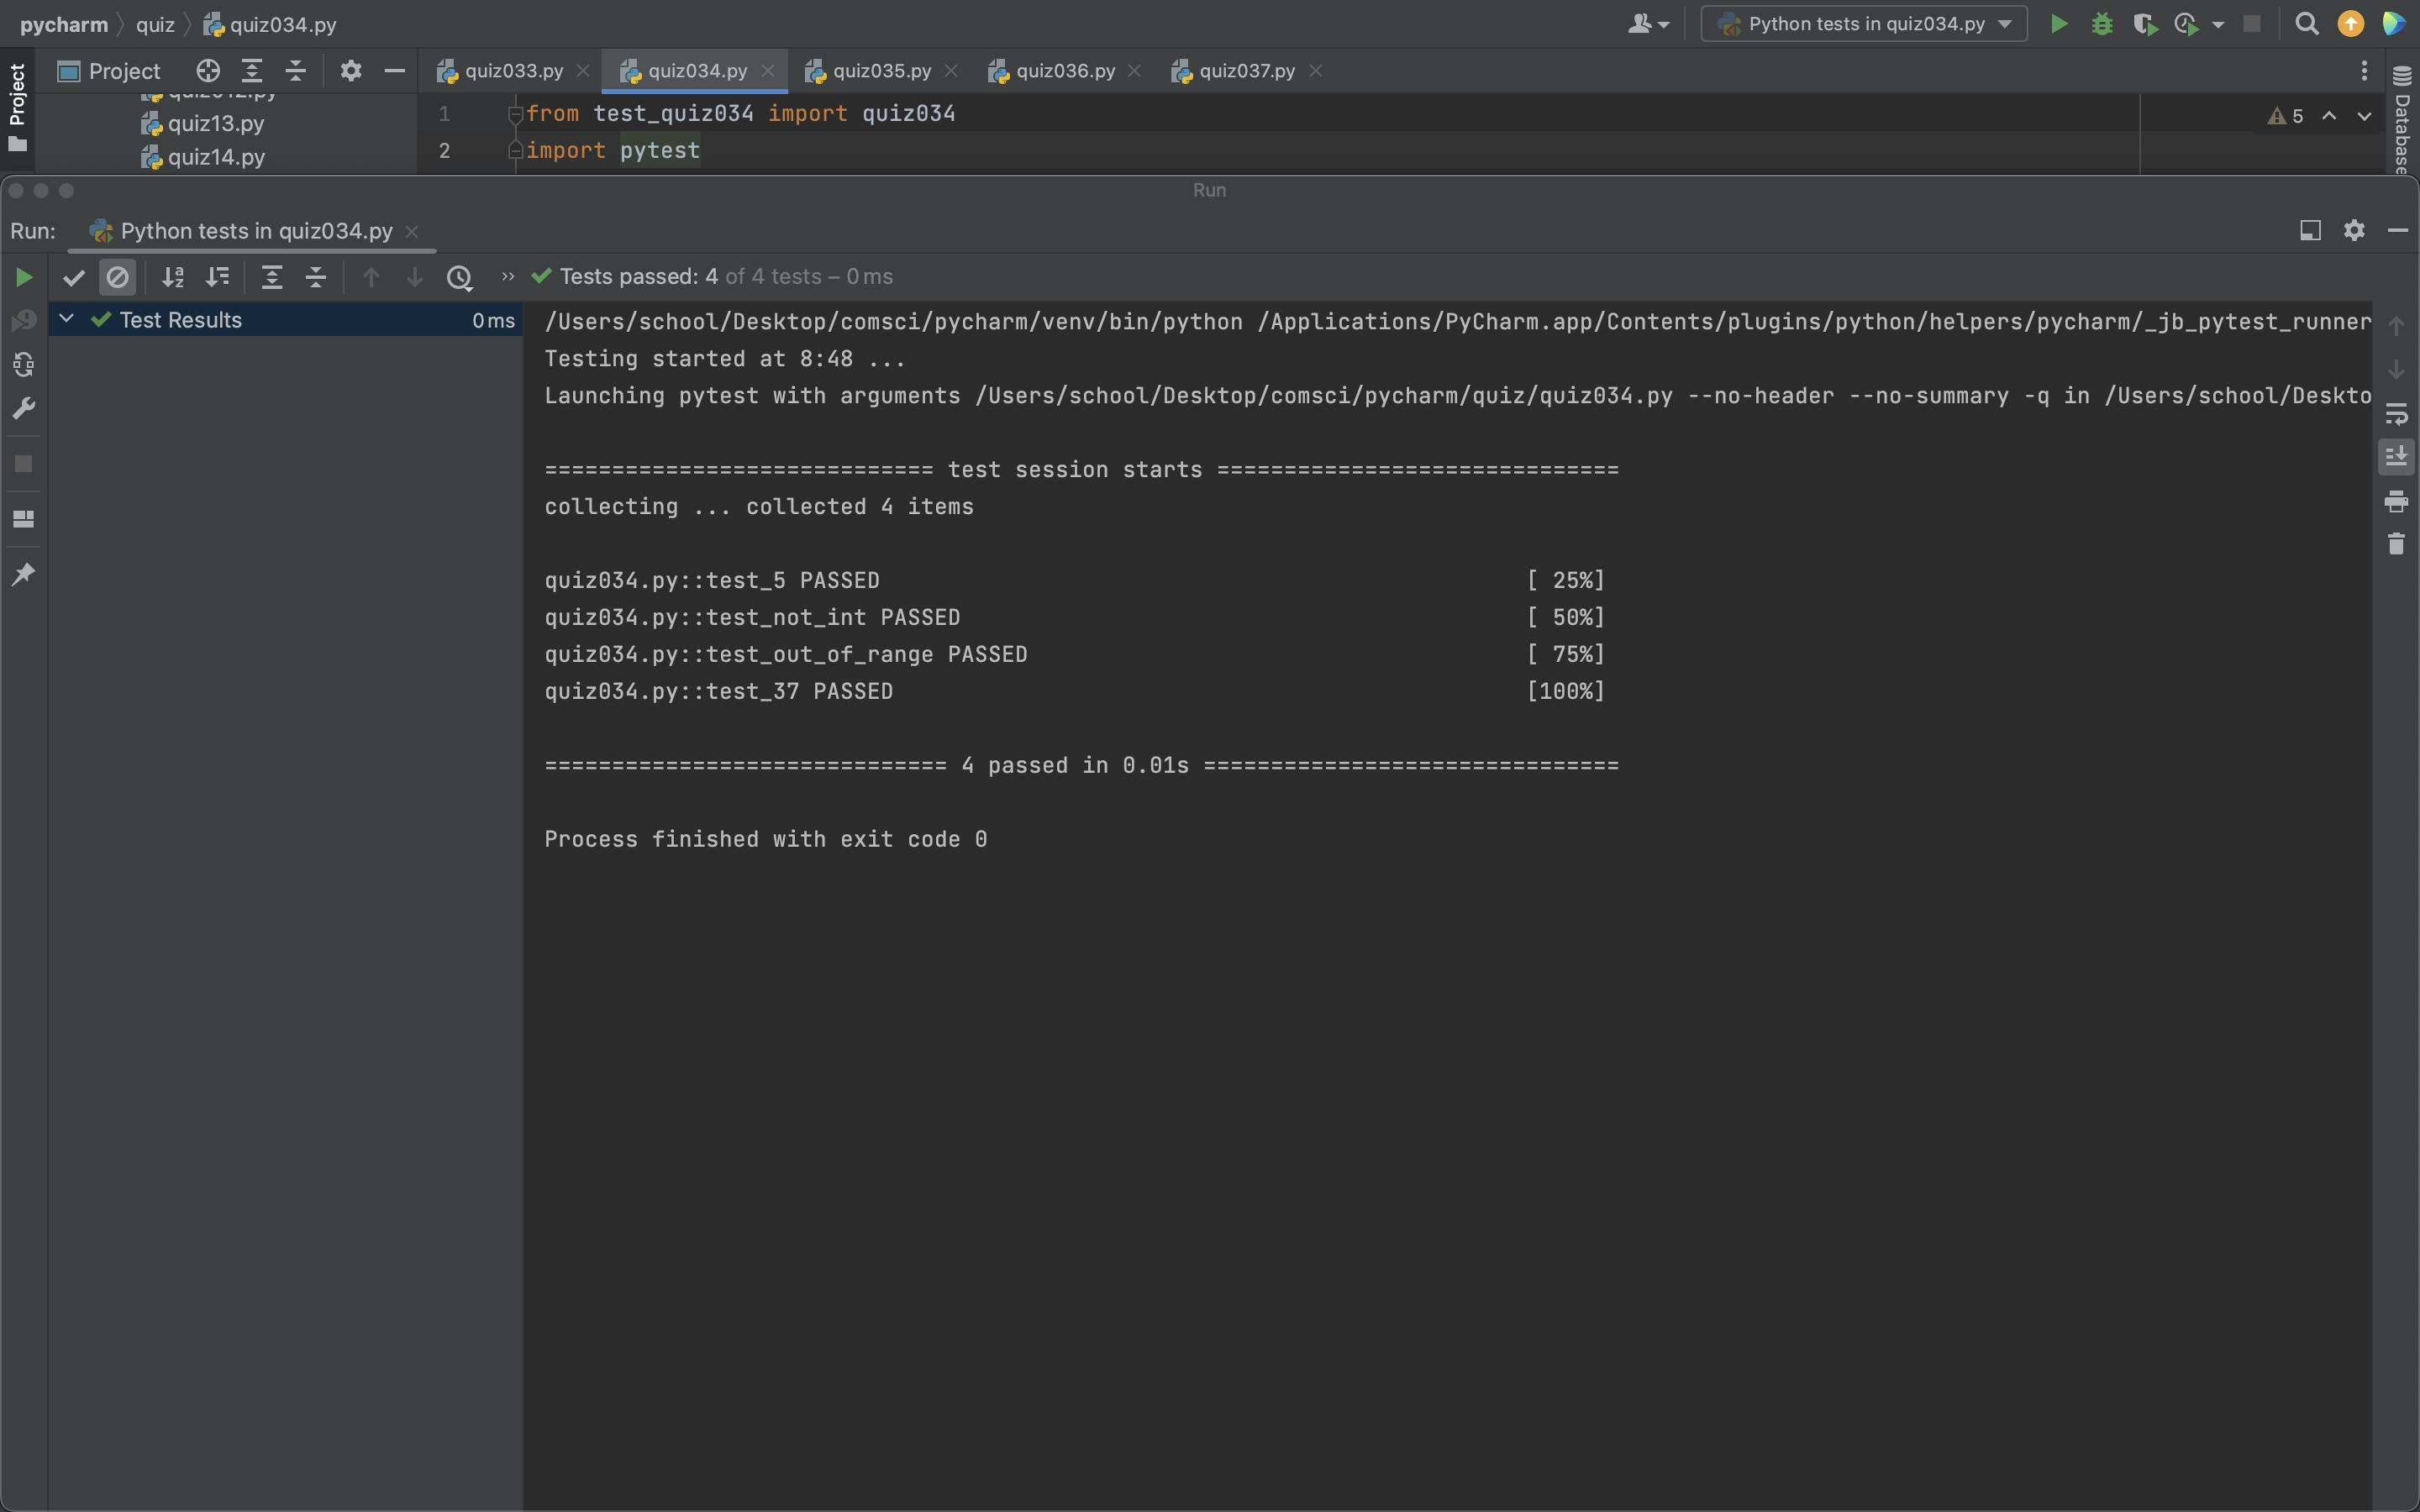 pycharm quiz quiz034.py
Python tests in quiz034.py
Project
Project
quiz033.py
quiz034.py
quiz035.py
quiz036.py
quiz037.py
quiz012.py
quiz13.py
quiz14.py
1 from test_quiz034 import quiz034
2 import pytest
5
Database
Run
Run: Python tests in quiz034.py
Tests passed: 4 of 4 tests – 0 ms
Test Results 0 ms
/Users/school/Desktop/comsci/pycharm/venv/bin/python /Applications/PyCharm.app/Contents/plugins/python/helpers/pycharm/_jb_pytest_runner
Testing started at 8:48 ...
Launching pytest with arguments /Users/school/Desktop/comsci/pycharm/quiz/quiz034.py --no-header --no-summary -q in /Users/school/Deskto
============================= test session starts ==============================
collecting ... collected 4 items
quiz034.py::test_5 PASSED [ 25%]
quiz034.py::test_not_int PASSED [ 50%]
quiz034.py::test_out_of_range PASSED [ 75%]
quiz034.py::test_37 PASSED [100%]
============================== 4 passed in 0.01s ===============================
Process finished with exit code 0